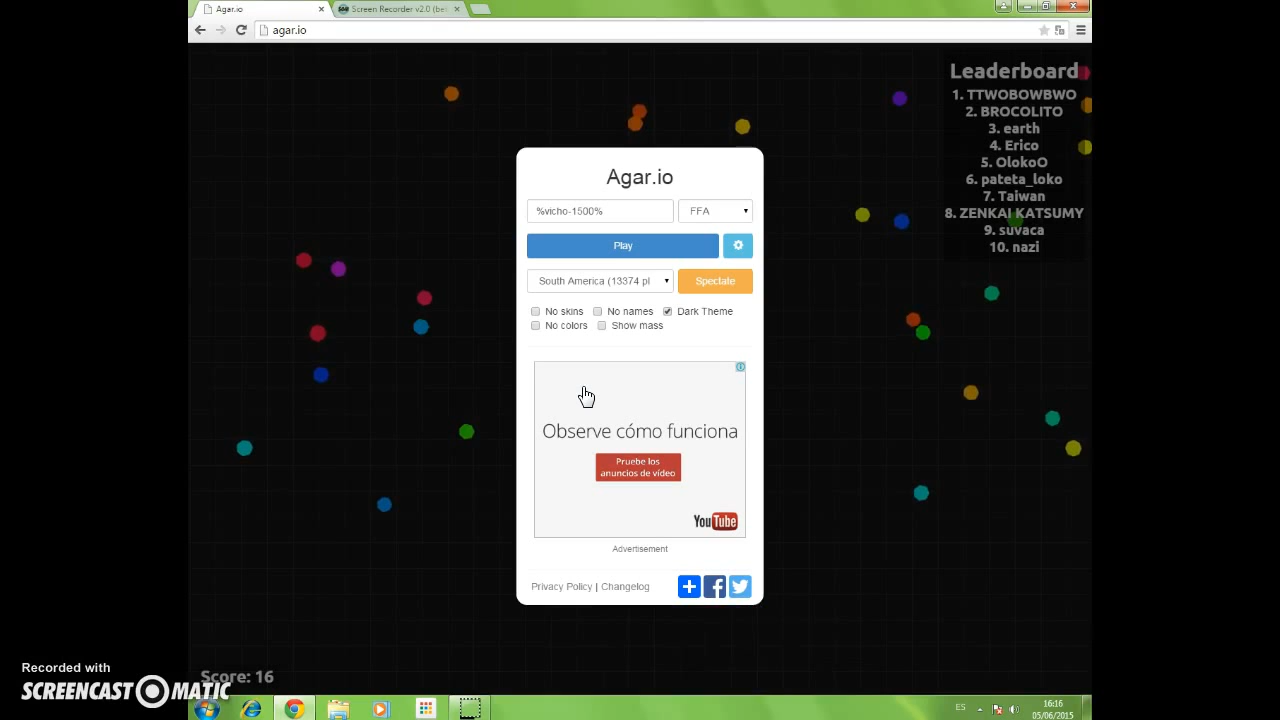 Agar.io
Screen Recorder v2.0 (bet
agar.io
Leaderboard
1. TTWOBOWBWO
2. BROCOLITO
3. earth
4. Erico
5. OlokoO
6. pateta_loko
7. Taiwan
8. ZENKAI KATSUMY
9. suvaca
10. nazi
Agar.io
%vicho-1500%
FFA
Play
South America (13374 pl
Spectate
No skins
No names
Dark Theme
No colors
Show mass
Observe cómo funciona
Pruebe los
anuncios de vídeo
YouTube
Advertisement
Privacy Policy | Changelog
Score: 16
Recorded with
SCREENCAST-O-MATIC
ES
16:16
05/06/2015